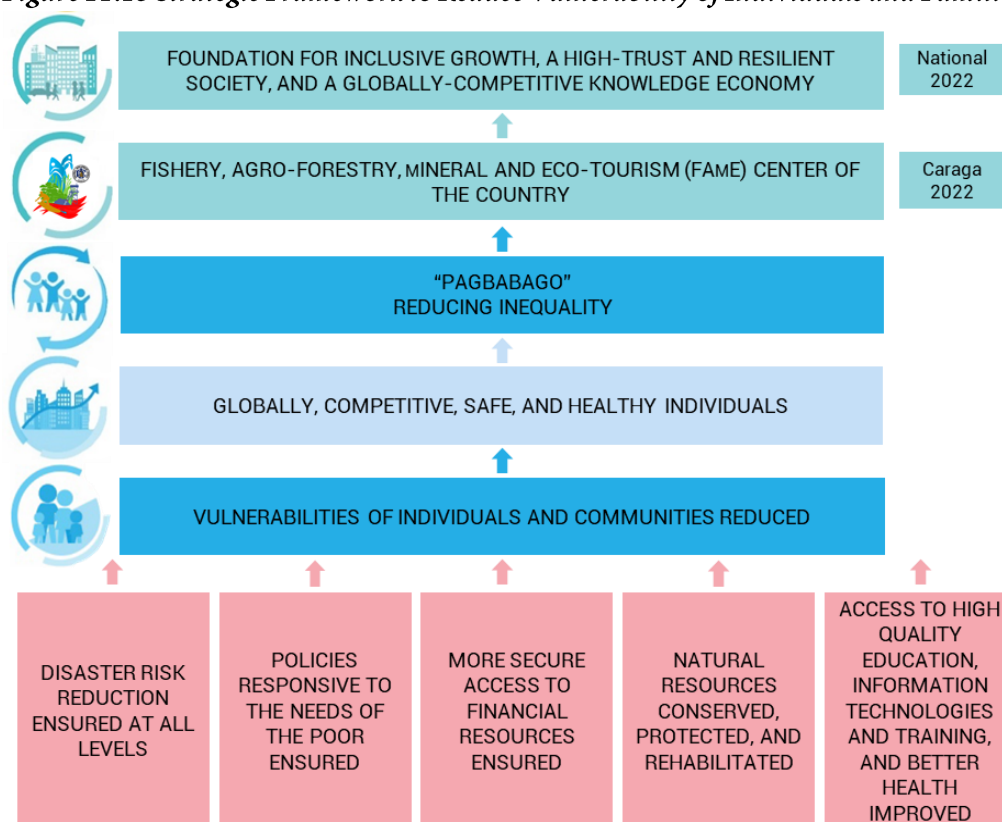 FOUNDATION FOR INCLUSIVE GROWTH, A HIGH-TRUST AND RESILIENT
SOCIETY, AND A GLOBALLY-COMPETITIVE KNOWLEDGE ECONOMY
National
2022
FISHERY, AGRO-FORESTRY, MINERAL AND ECO-TOURISM (FAME) CENTER OF
THE COUNTRY
Caraga
2022
“PAGBABAGO”
REDUCING INEQUALITY
GLOBALLY, COMPETITIVE, SAFE, AND HEALTHY INDIVIDUALS
VULNERABILITIES OF INDIVIDUALS AND COMMUNITIES REDUCED
DISASTER RISK
REDUCTION
ENSURED AT ALL
LEVELS
POLICIES
RESPONSIVE TO
THE NEEDS OF
THE POOR
ENSURED
MORE SECURE
ACCESS TO
FINANCIAL
RESOURCES
ENSURED
NATURAL
RESOURCES
CONSERVED,
PROTECTED, AND
REHABILITATED
ACCESS TO HIGH
QUALITY
EDUCATION,
INFORMATION
TECHNOLOGIES
AND TRAINING,
AND BETTER
HEALTH
IMPROVED